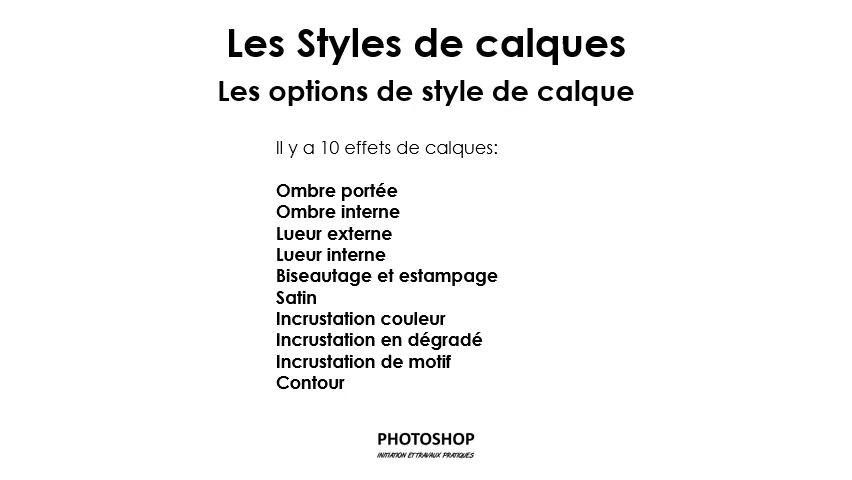 Les Styles de calques
Les options de style de calque
Il y a 10 effets de calques:
Ombre portée
Ombre interne
Lueur externe
Lueur interne
Biseautage et estampage
Satin
Incrustation couleur
Incrustation en dégradé
Incrustation de motif
Contour
PHOTOSHOP
INITIATION ET TRAVAUX PRATIQUES